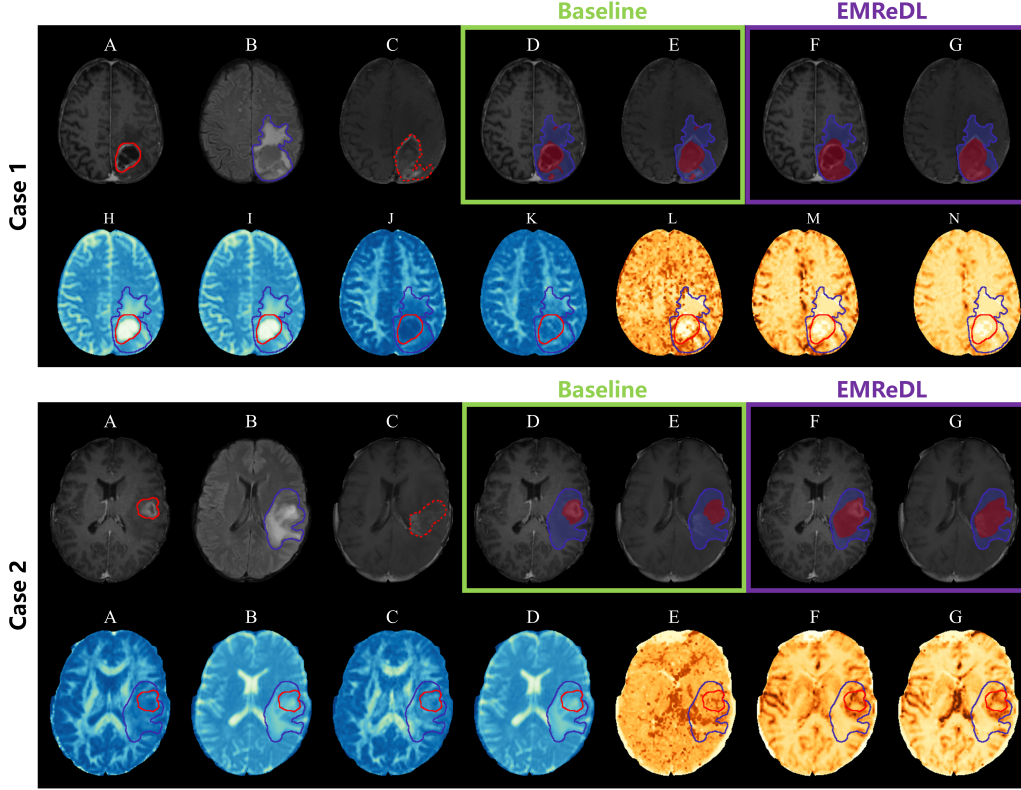 Baseline EMReDL
Case 1
A B C D E F G
H I J K L M N
Baseline EMReDL
Case 2
A B C D E F G
A B C D E F G